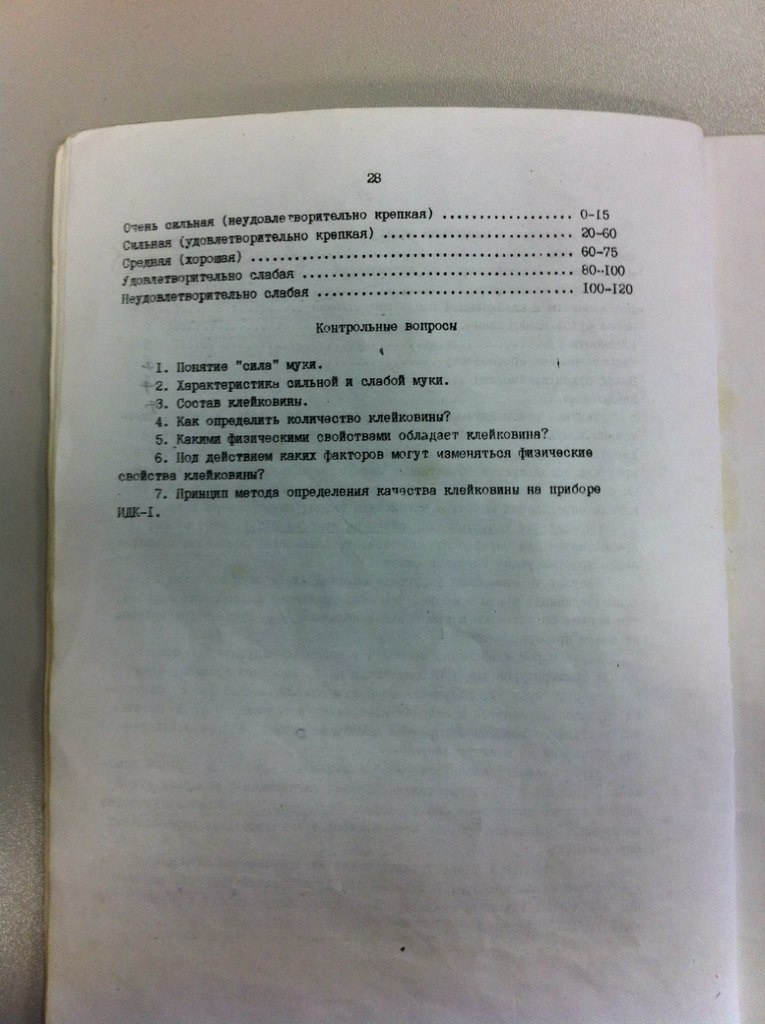 28
Очень сильная (неудовлетворительно крепкая) .................. 0-15
Сильная (удовлетворительно крепкая) .......................... 20-60
Средняя (хорошая) ............................................ 60-75
Удовлетворительно слабая ..................................... 80-100
Неудовлетворительно слабая ................................... 100-120
Контрольные вопросы
1. Понятие "сила" муки.
2. Характеристика сильной и слабой муки.
3. Состав клейковины.
4. Как определить количество клейковины?
5. Какими физическими свойствами обладает клейковина?
6. Под действием каких факторов могут изменяться физические
свойства клейковины?
7. Принцип метода определения качества клейковины на приборе
ИДК-I.